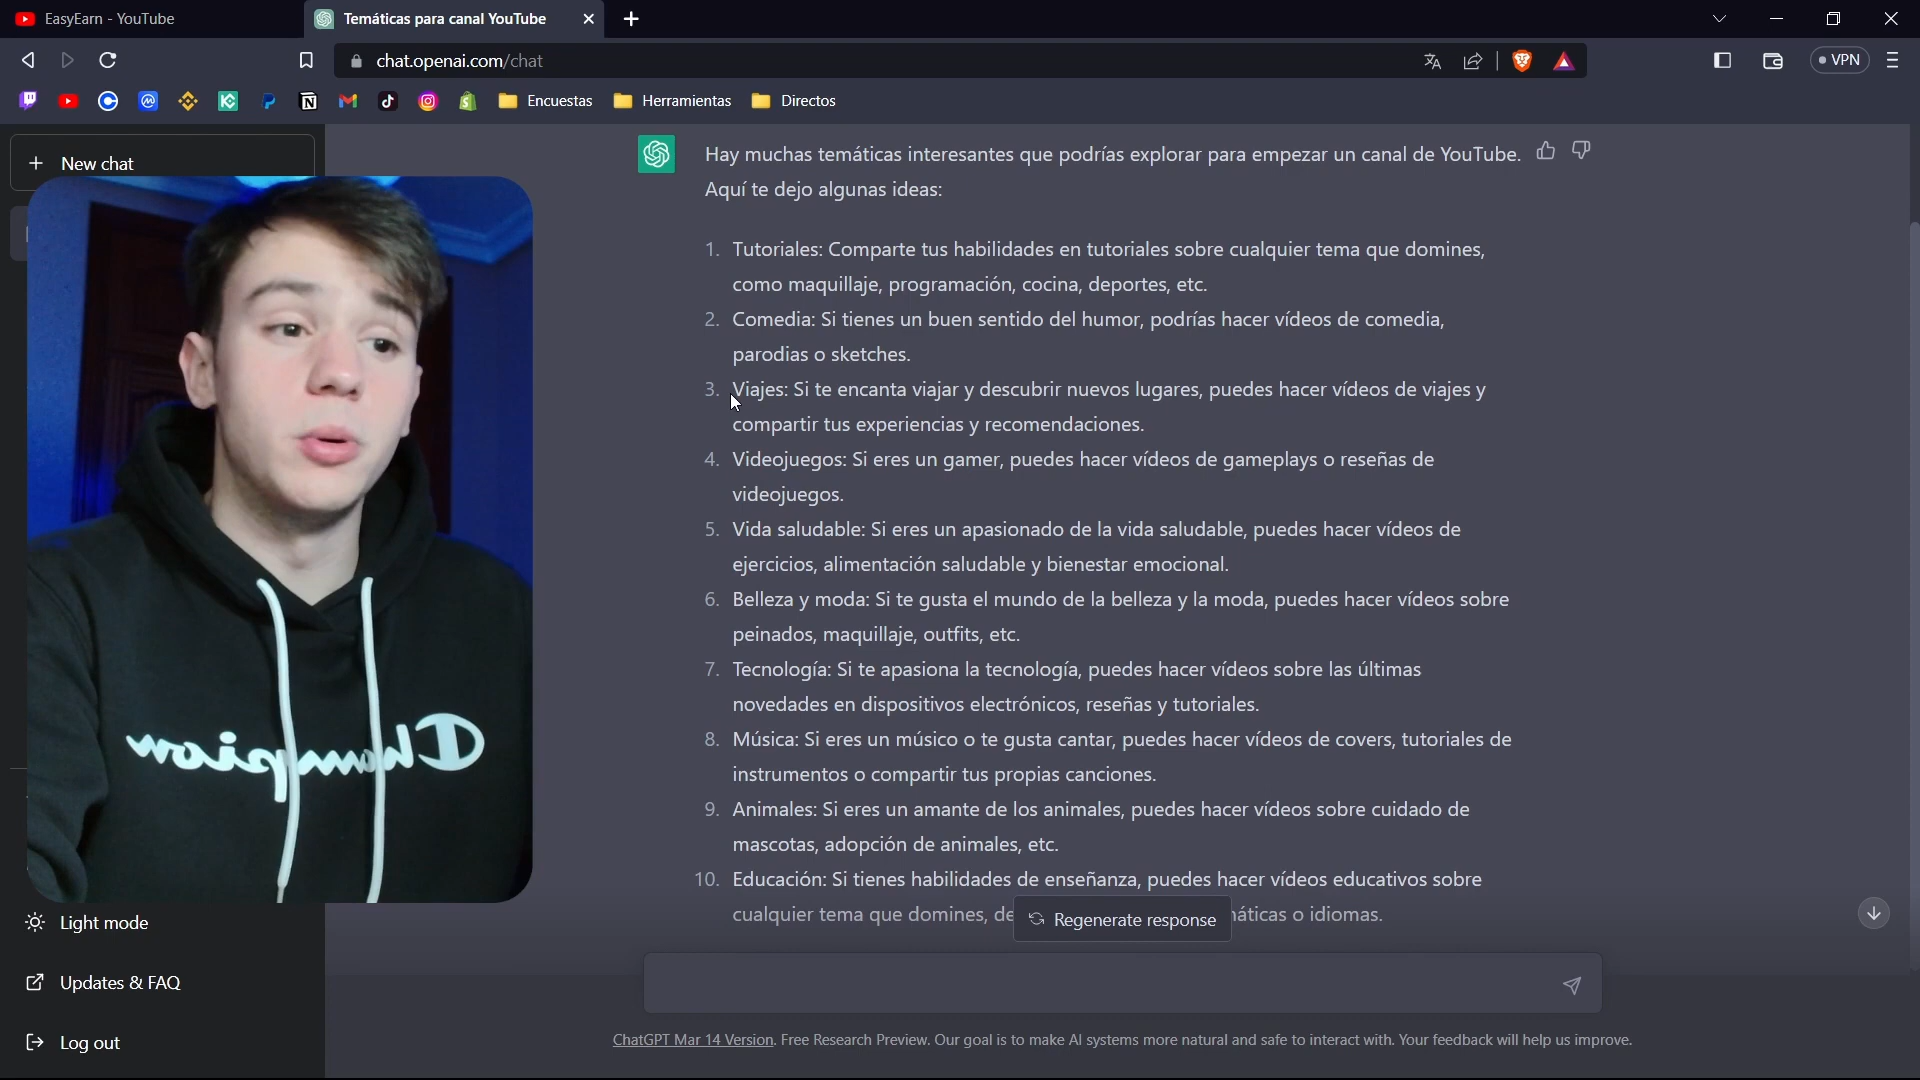 EasyEarn - YouTube
Temáticas para canal YouTube
chat.openai.com/chat
VPN
Encuestas
Herramientas
Directos
New chat
Hay muchas temáticas interesantes que podrías explorar para empezar un canal de YouTube.
Aquí te dejo algunas ideas:
1. Tutoriales: Comparte tus habilidades en tutoriales sobre cualquier tema que domines,
como maquillaje, programación, cocina, deportes, etc.
2. Comedia: Si tienes un buen sentido del humor, podrías hacer vídeos de comedia,
parodias o sketches.
3. Viajes: Si te encanta viajar y descubrir nuevos lugares, puedes hacer vídeos de viajes y
compartir tus experiencias y recomendaciones.
4. Videojuegos: Si eres un gamer, puedes hacer vídeos de gameplays o reseñas de
videojuegos.
5. Vida saludable: Si eres un apasionado de la vida saludable, puedes hacer vídeos de
ejercicios, alimentación saludable y bienestar emocional.
6. Belleza y moda: Si te gusta el mundo de la belleza y la moda, puedes hacer vídeos sobre
peinados, maquillaje, outfits, etc.
7. Tecnología: Si te apasiona la tecnología, puedes hacer vídeos sobre las últimas
novedades en dispositivos electrónicos, reseñas y tutoriales.
8. Música: Si eres un músico o te gusta cantar, puedes hacer vídeos de covers, tutoriales de
instrumentos o compartir tus propias canciones.
9. Animales: Si eres un amante de los animales, puedes hacer vídeos sobre cuidado de
mascotas, adopción de animales, etc.
10. Educación: Si tienes habilidades de enseñanza, puedes hacer vídeos educativos sobre
cualquier tema que domines, de
Regenerate response
máticas o idiomas.
Champion
Light mode
Updates & FAQ
Log out
ChatGPT Mar 14 Version. Free Research Preview. Our goal is to make AI systems more natural and safe to interact with. Your feedback will help us improve.